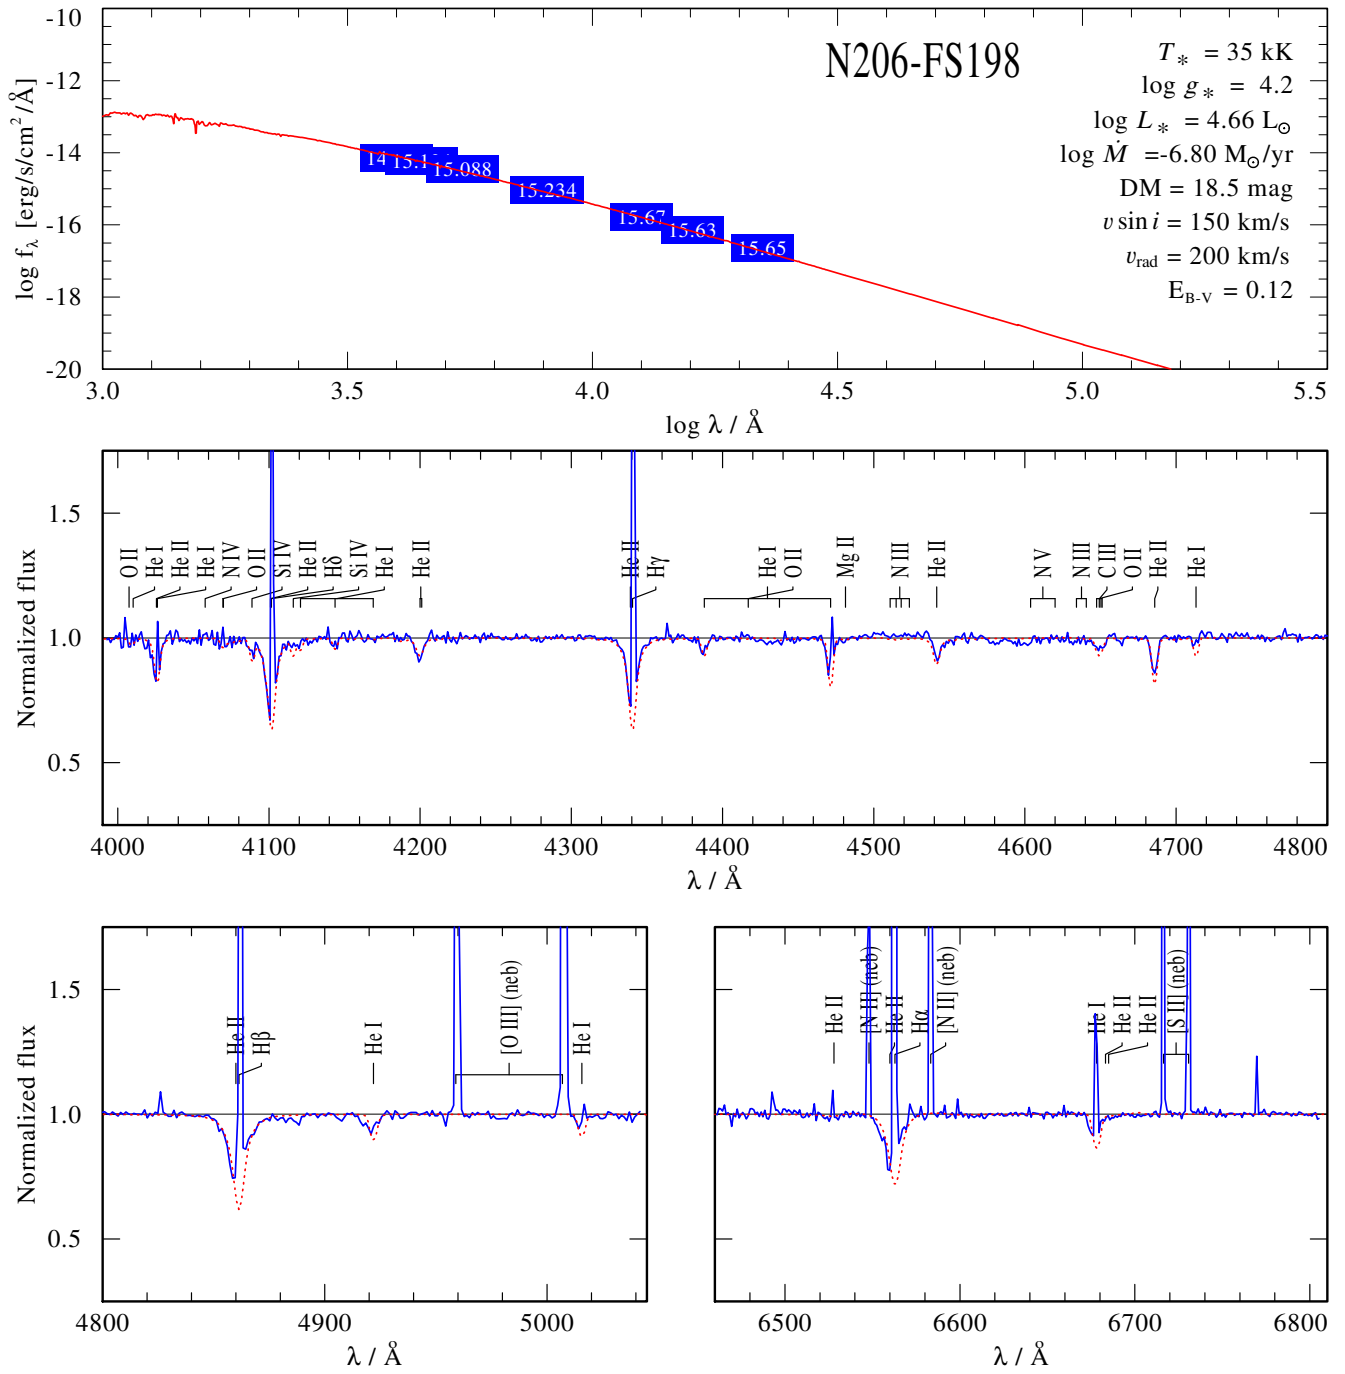 N206-FS198
T* = 35 kK
log g* = 4.2
log L* = 4.66 L⊙
log Ṁ =-6.80 M⊙/yr
DM = 18.5 mag
v sin i = 150 km/s
v_rad = 200 km/s
E_B-V = 0.12
log f_λ [erg/s/cm²/Å]
-10
-12
-14
-16
-18
-20
14
15.1
15.088
15.234
15.67
15.63
15.65
3.0 3.5 4.0 4.5 5.0 5.5
log λ / Å
Normalized flux
1.5
1.0
0.5
O II He I He II He I N IV O II Si IV He II Hδ Si IV He I He II He II Hγ He I O II Mg II N III He II N V N III C III O II He II He I
4000 4100 4200 4300 4400 4500 4600 4700 4800
λ / Å
Normalized flux
1.5
1.0
0.5
He II Hβ He I [O III] (neb) He I
4800 4900 5000
λ / Å
He II [N II] (neb) He II Hα [N II] (neb) He I He II He II [S II] (neb)
6500 6600 6700 6800
λ / Å